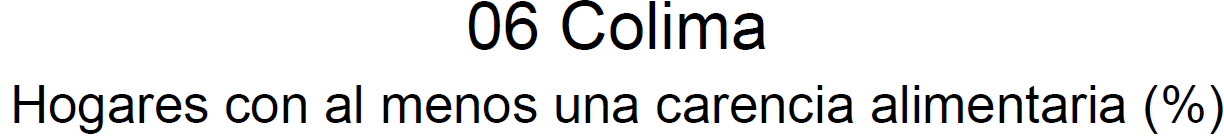 06 Colima
Hogares con al menos una carencia alimentaria (%)